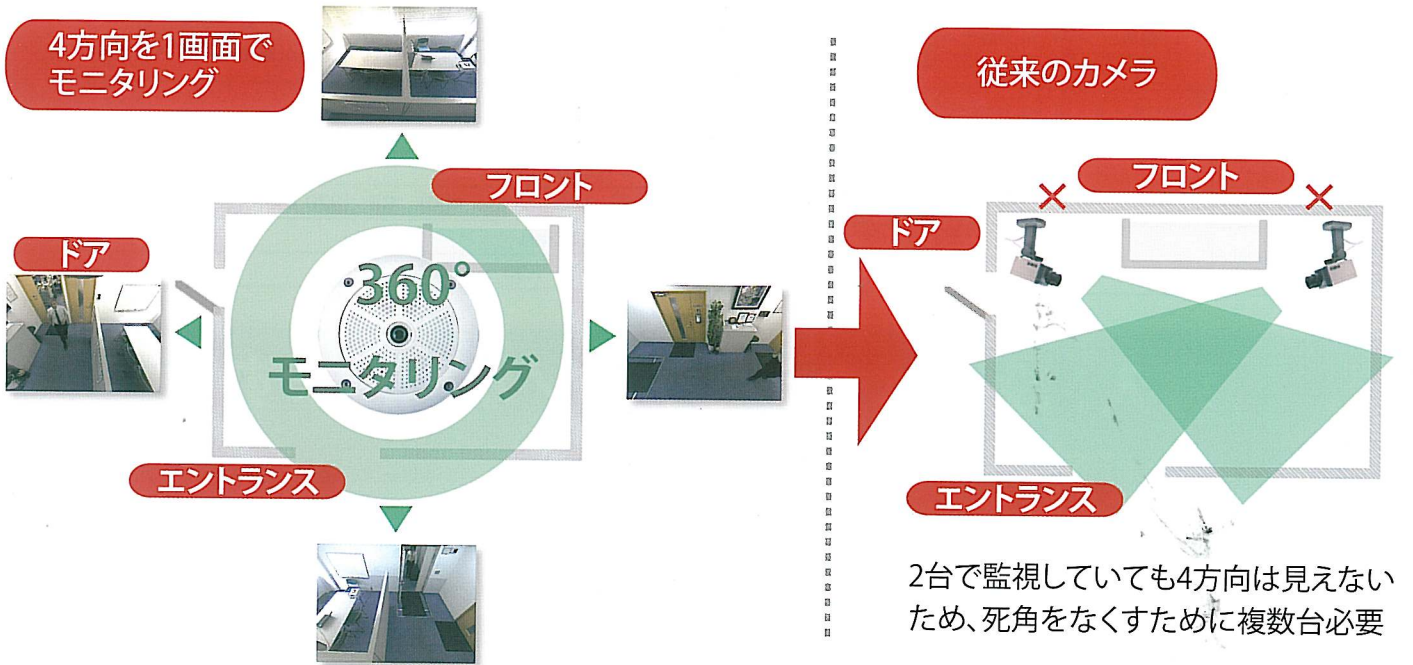 4方向を1画面で
モニタリング
フロント
ドア
360°
モニタリング
エントランス
従来のカメラ
フロント
ドア
エントランス
2台で監視していても4方向は見えない
ため、死角をなくすために複数台必要